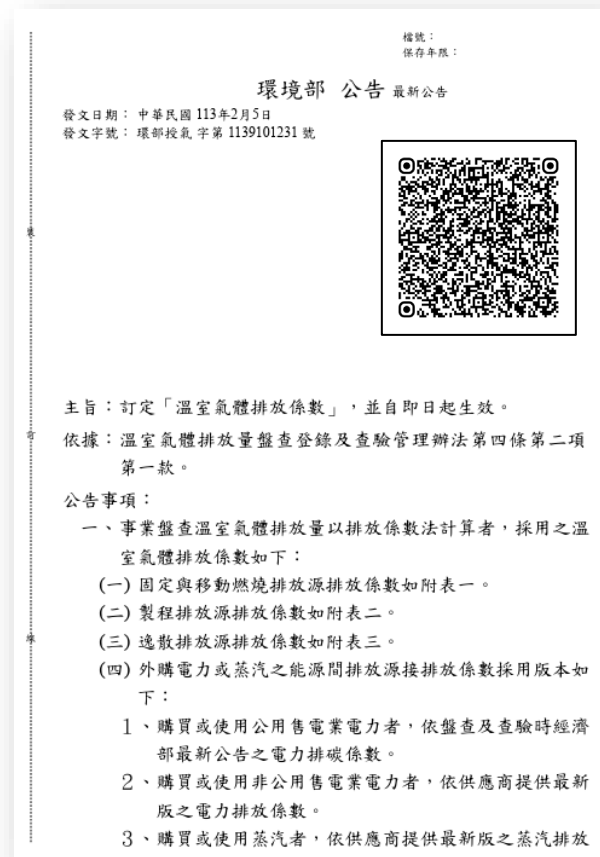 檔號：
保存年限：
環境部 公告 最新公告
發文日期： 中華民國 113年2月5日
發文字號： 環部授氣 字第 1139101231 號
裝
主旨：訂定「溫室氣體排放係數」，並自即日起生效。
訂
依據：溫室氣體排放量盤查登錄及查驗管理辦法第四條第二項
第一款。
公告事項：
一、事業盤查溫室氣體排放量以排放係數法計算者，採用之溫
室氣體排放係數如下：
(一) 固定與移動燃燒排放源排放係數如附表一。
(二) 製程排放源排放係數如附表二。
(三) 逸散排放源排放係數如附表三。
線
(四) 外購電力或蒸汽之能源間排放源接排放係數採用版本如
下：
1、購買或使用公用售電業電力者，依盤查及查驗時經濟
部最新公告之電力排碳係數。
2、購買或使用非公用售電業電力者，依供應商提供最新
版之電力排放係數。
3、購買或使用蒸汽者，依供應商提供最新版之蒸汽排放